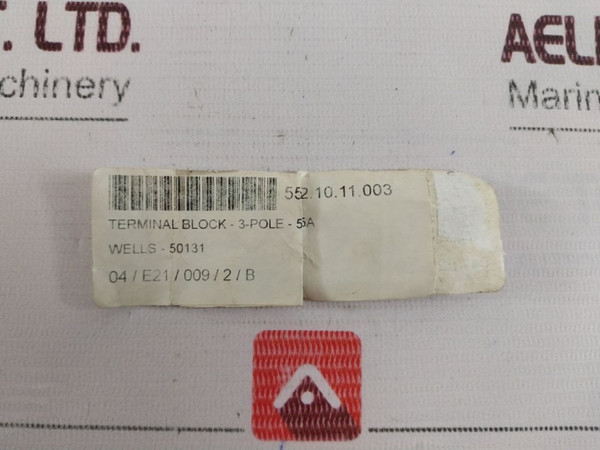 . LTD.
AEL
chinery
Marin
552.10.11.003
TERMINAL BLOCK - 3-POLE - 5A
WELLS - 50131
04 / E21 / 009 / 2 / B